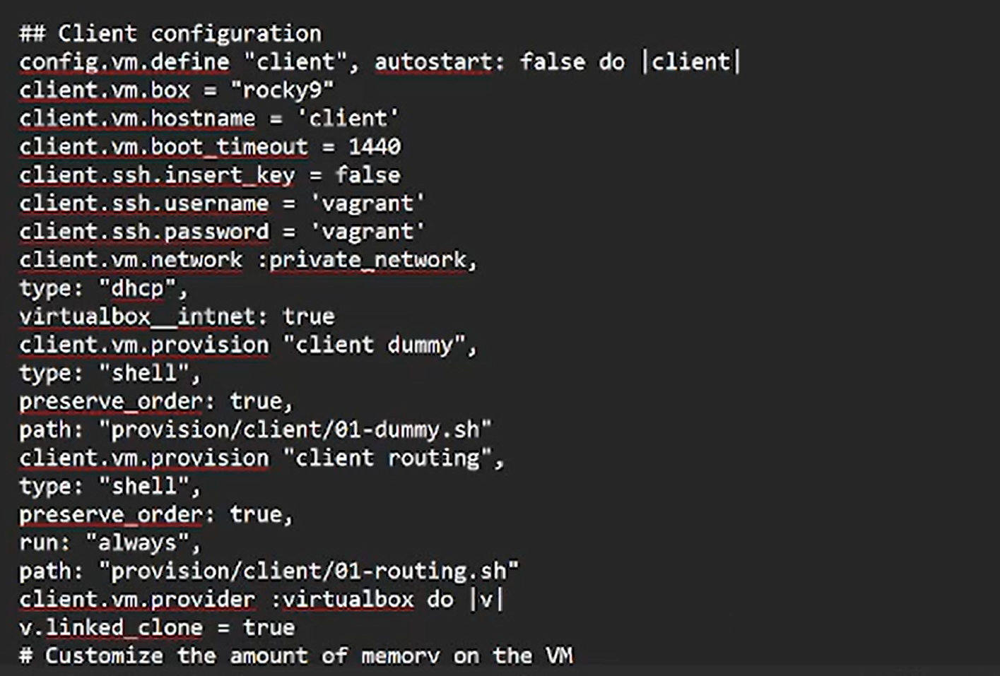 ## Client configuration
config.vm.define "client", autostart: false do |client|
client.vm.box = "rocky9"
client.vm.hostname = 'client'
client.vm.boot_timeout = 1440
client.ssh.insert_key = false
client.ssh.username = 'vagrant'
client.ssh.password = 'vagrant'
client.vm.network :private_network,
type: "dhcp",
virtualbox__intnet: true
client.vm.provision "client dummy",
type: "shell",
preserve_order: true,
path: "provision/client/01-dummy.sh"
client.vm.provision "client routing",
type: "shell",
preserve_order: true,
run: "always",
path: "provision/client/01-routing.sh"
client.vm.provider :virtualbox do |v|
v.linked_clone = true
# Customize the amount of memory on the VM